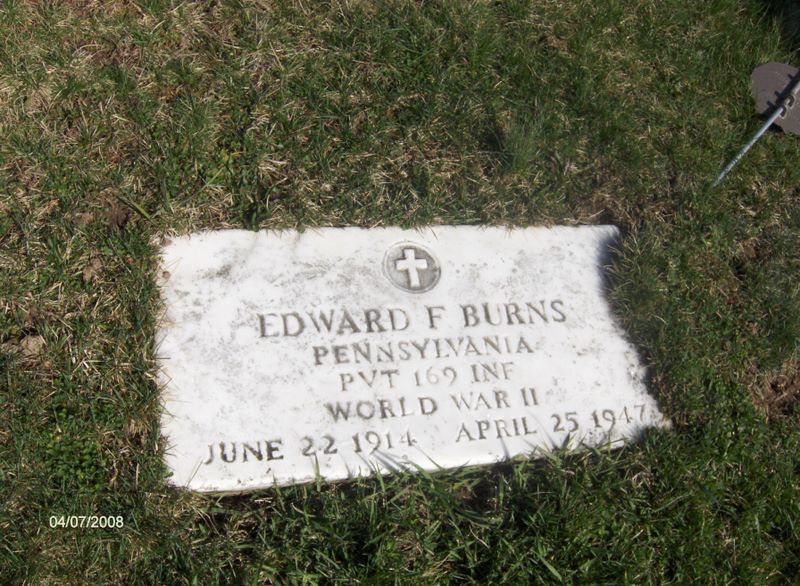 EDWARD F BURNS
PENNSYLVANIA
PVT 169 INF
WORLD WAR II
JUNE 22 1914 APRIL 25 1947
04/07/2008